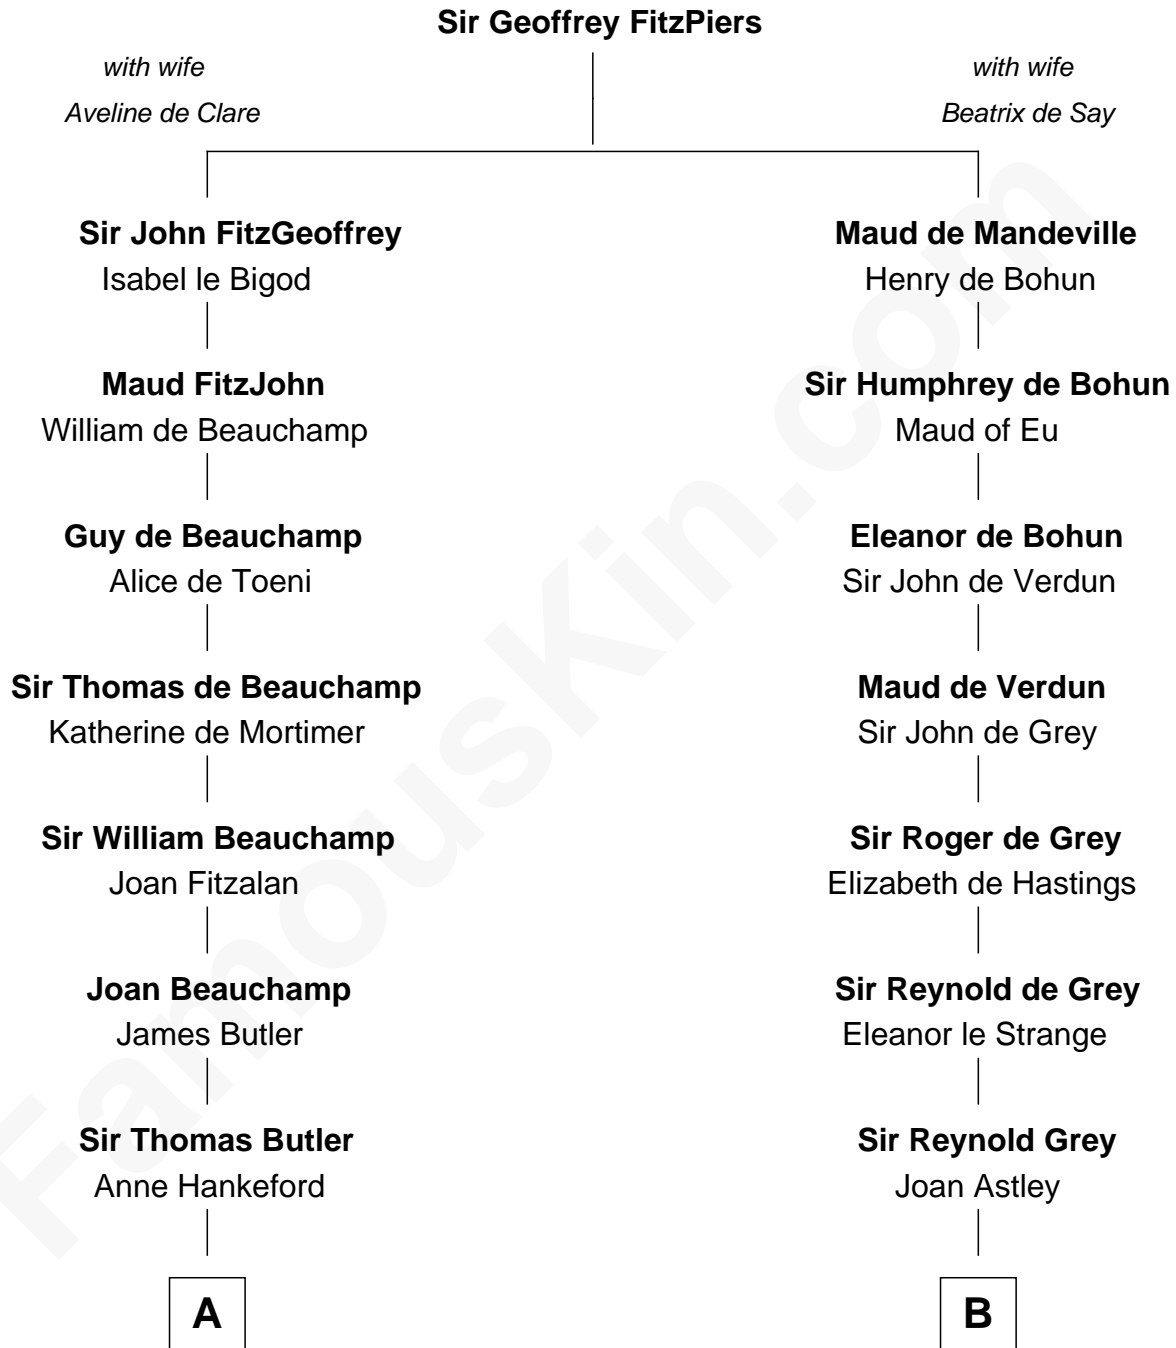 Sir Geoffrey FitzPiers
with wife
Aveline de Clare
with wife
Beatrix de Say
Sir John FitzGeoffrey
Isabel le Bigod
Maud de Mandeville
Henry de Bohun
Maud FitzJohn
William de Beauchamp
Sir Humphrey de Bohun
Maud of Eu
Guy de Beauchamp
Alice de Toeni
Eleanor de Bohun
Sir John de Verdun
Sir Thomas de Beauchamp
Katherine de Mortimer
Maud de Verdun
Sir John de Grey
Sir William Beauchamp
Joan Fitzalan
Sir Roger de Grey
Elizabeth de Hastings
Joan Beauchamp
James Butler
Sir Reynold de Grey
Eleanor le Strange
Sir Thomas Butler
Anne Hankeford
Sir Reynold Grey
Joan Astley
A
B
FamousKin.com